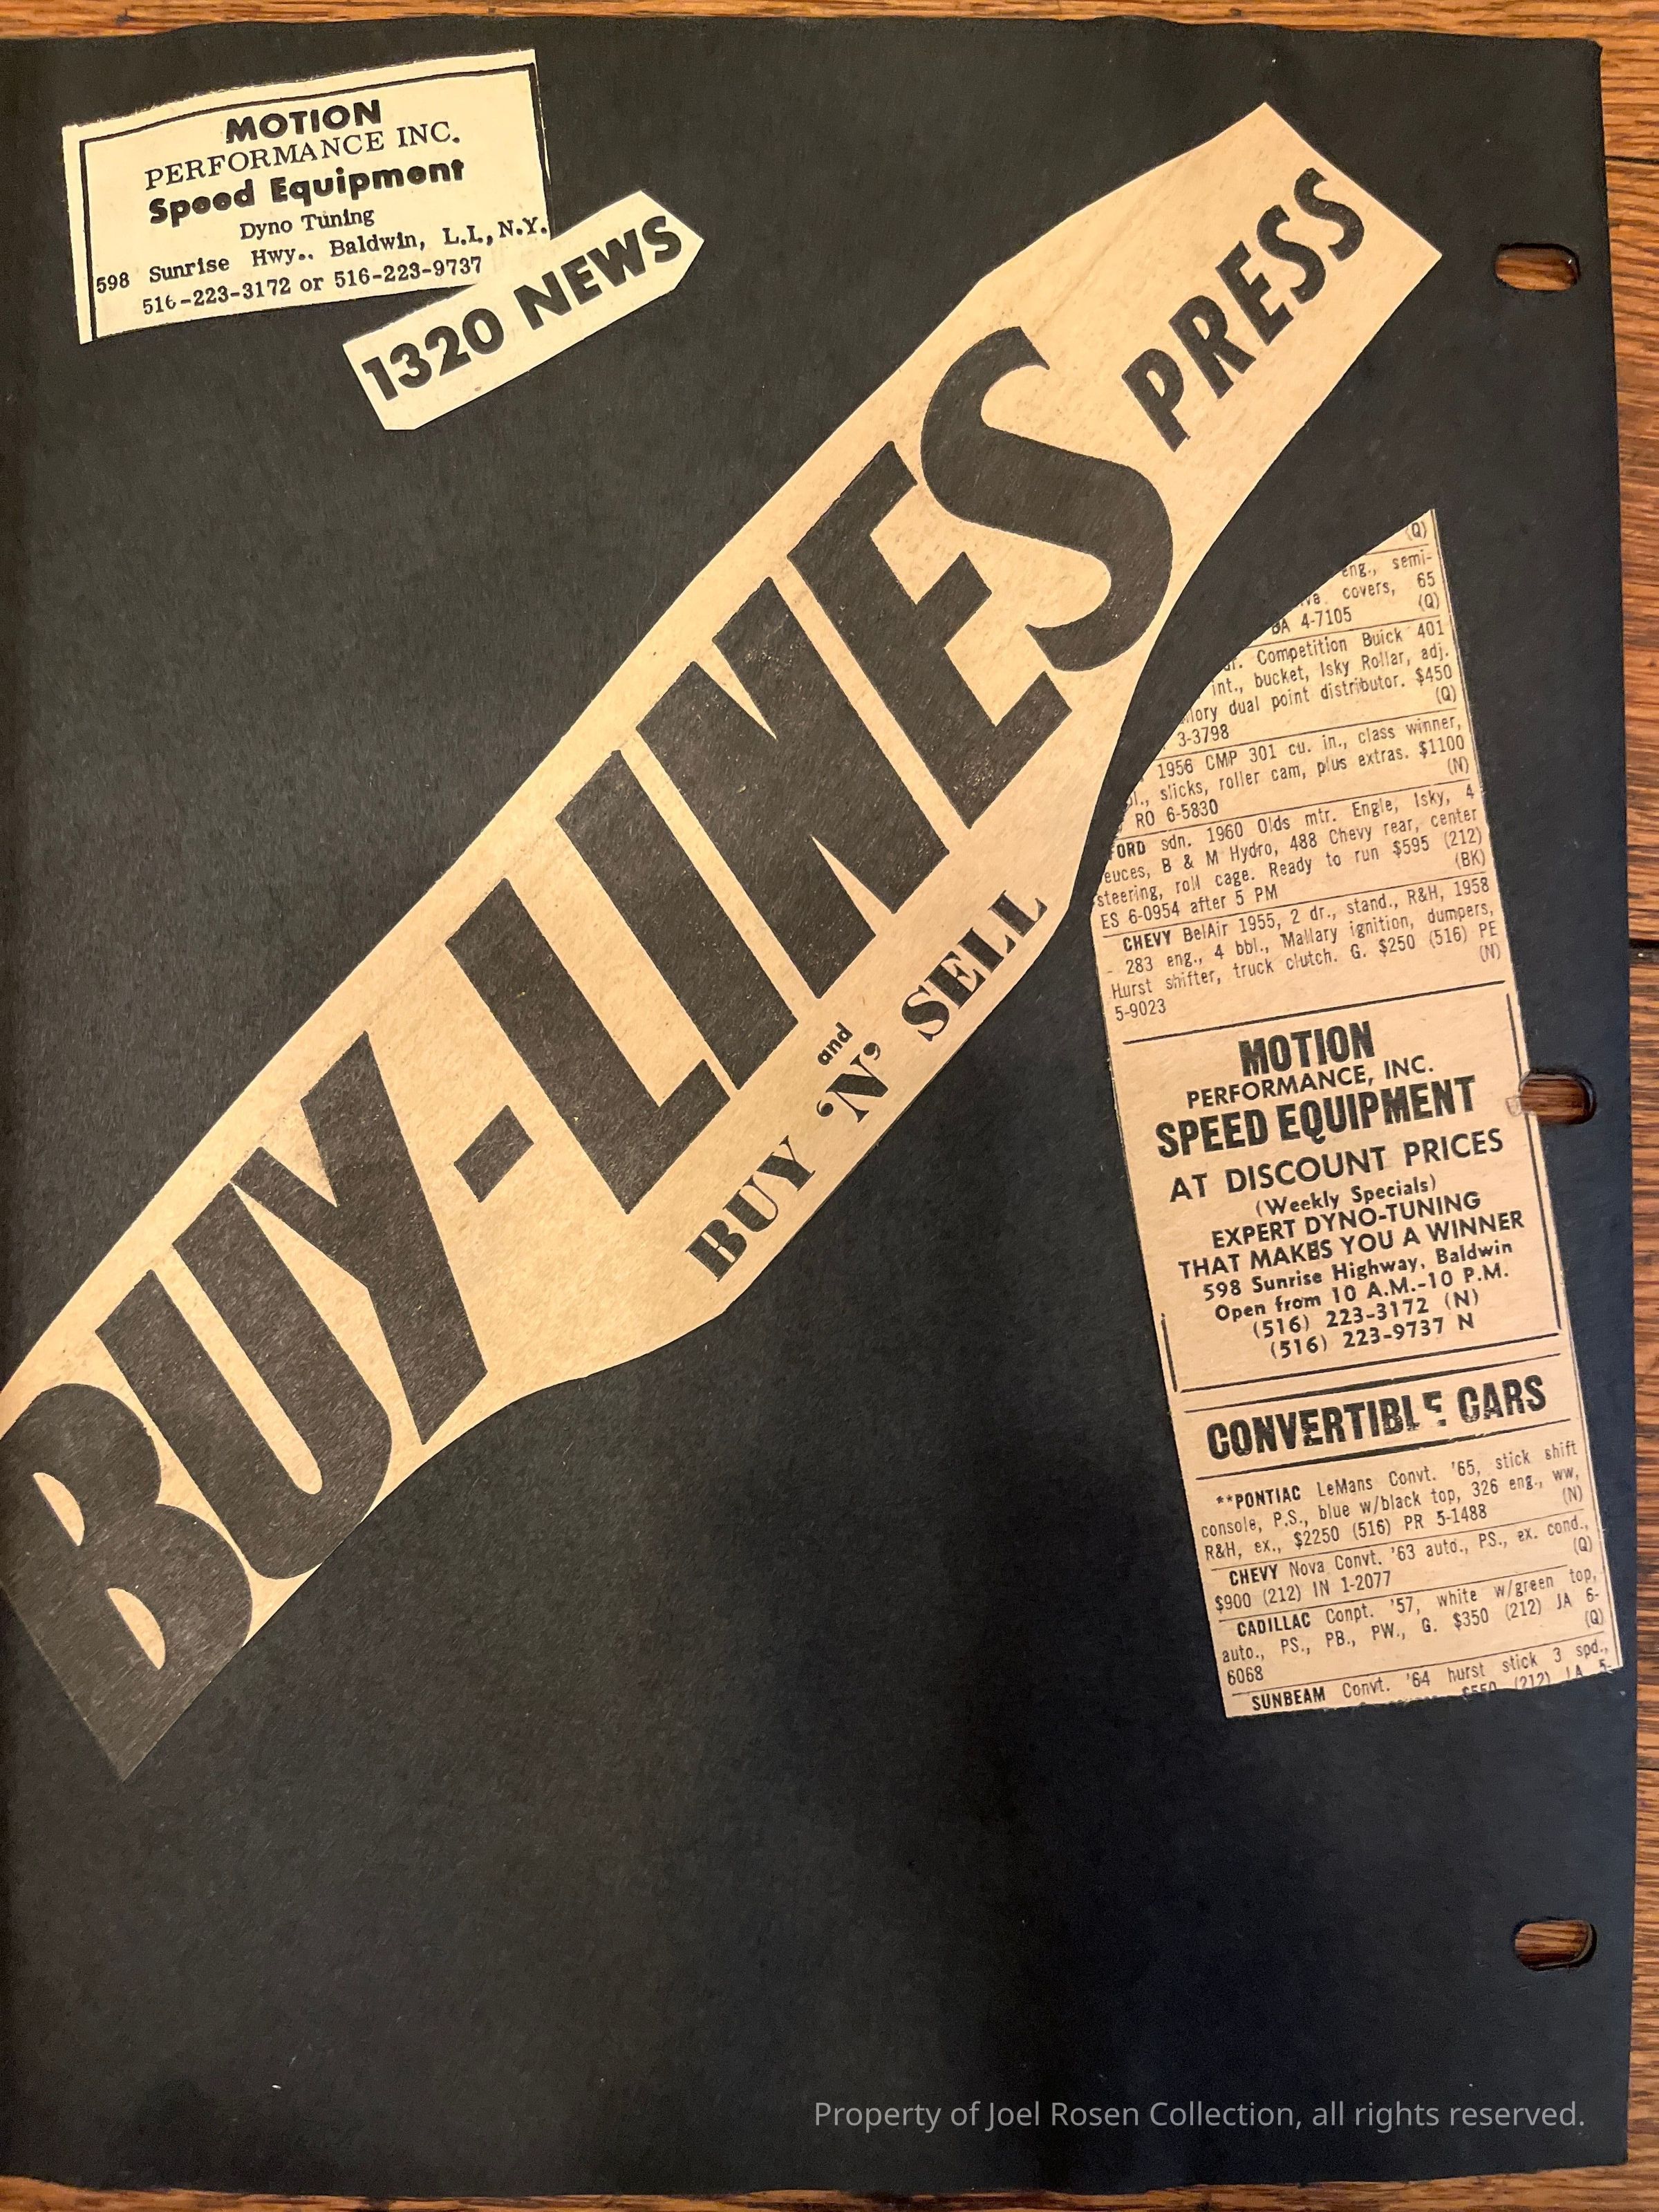 MOTION
PERFORMANCE INC.
Speed Equipment
Dyno Tuning
598 Sunrise Hwy.. Baldwin, L.I., N.Y.
516-223-3172 or 516-223-9737
1320 NEWS
BUY-LINES PRESS
and
BUY 'N' SELL
(Q)
eng., semi-
covers, 65
BA 4-7105 (Q)
Competition Buick 401
int., bucket, Isky Rollar, adj.
dual point distributor. $450
3-3798 (Q)
1956 CMP 301 cu. in., class winner,
slicks, roller cam, plus extras. $1100
RO 6-5830 (N)
FORD sdn. 1960 Olds mtr. Engle, Isky, 4
euces, B & M Hydro, 488 Chevy rear, center
steering, roll cage. Ready to run $595 (212)
ES 6-0954 after 5 PM (BK)
CHEVY BelAir 1955, 2 dr., stand., R&H, 1958
- 283 eng., 4 bbl., Mallary ignition, dumpers,
Hurst shifter, truck clutch. G. $250 (516) PE
5-9023 (N)
MOTION
PERFORMANCE, INC.
SPEED EQUIPMENT
AT DISCOUNT PRICES
(Weekly Specials)
EXPERT DYNO-TUNING
THAT MAKES YOU A WINNER
598 Sunrise Highway, Baldwin
Open from 10 A.M.-10 P.M.
(516) 223-3172 (N)
(516) 223-9737 N
CONVERTIBLE CARS
**PONTIAC LeMans Convt. '65, stick shift
console, P.S., blue w/black top, 326 eng., ww,
R&H, ex., $2250 (516) PR 5-1488 (N)
CHEVY Nova Convt. '63 auto., PS., ex. cond.,
$900 (212) IN 1-2077 (Q)
CADILLAC Conpt. '57, white w/green top,
auto., PS., PB., PW., G. $350 (212) JA 6-
6068 (Q)
SUNBEAM Convt. '64 hurst stick 3 spd.,
$550 (212) LA 5-
Property of Joel Rosen Collection, all rights reserved.